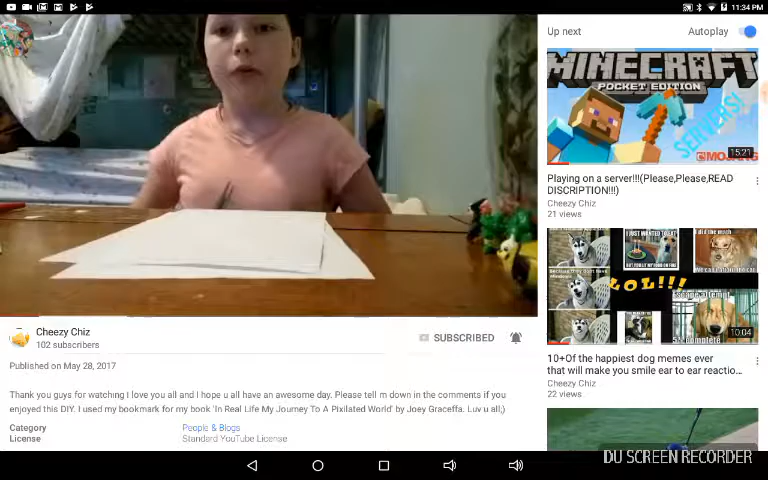 11:34 PM
Up next
Autoplay
MINECRAFT
POCKET EDITION
SERVERS!
MOJANG
15:21
Playing on a server!!!(Please,Please,READ
DISCRIPTION!!!)
Cheezy Chiz
21 views
LOL!!!
10:04
10+Of the happiest dog memes ever
that will make you smile ear to ear reactio...
Cheezy Chiz
22 views
Cheezy Chiz
102 subscribers
SUBSCRIBED
Published on May 28, 2017
Thank you guys for watching I love you all and I hope u all have an awesome day. Please tell m down in the comments if you
enjoyed this DIY. I used my bookmark for my book 'In Real Life My Journey To A Pixilated World' by Joey Graceffa. Luv u all;)
Category
People & Blogs
License
Standard YouTube License
DU SCREEN RECORDER